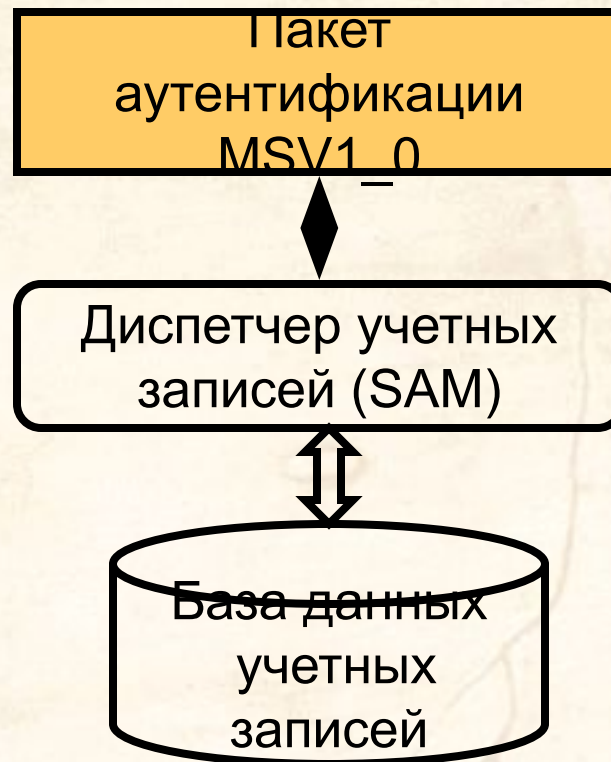 Пакет
аутентификации
MSV1_0
Диспетчер учетных
записей (SAM)
База данных
учетных
записей